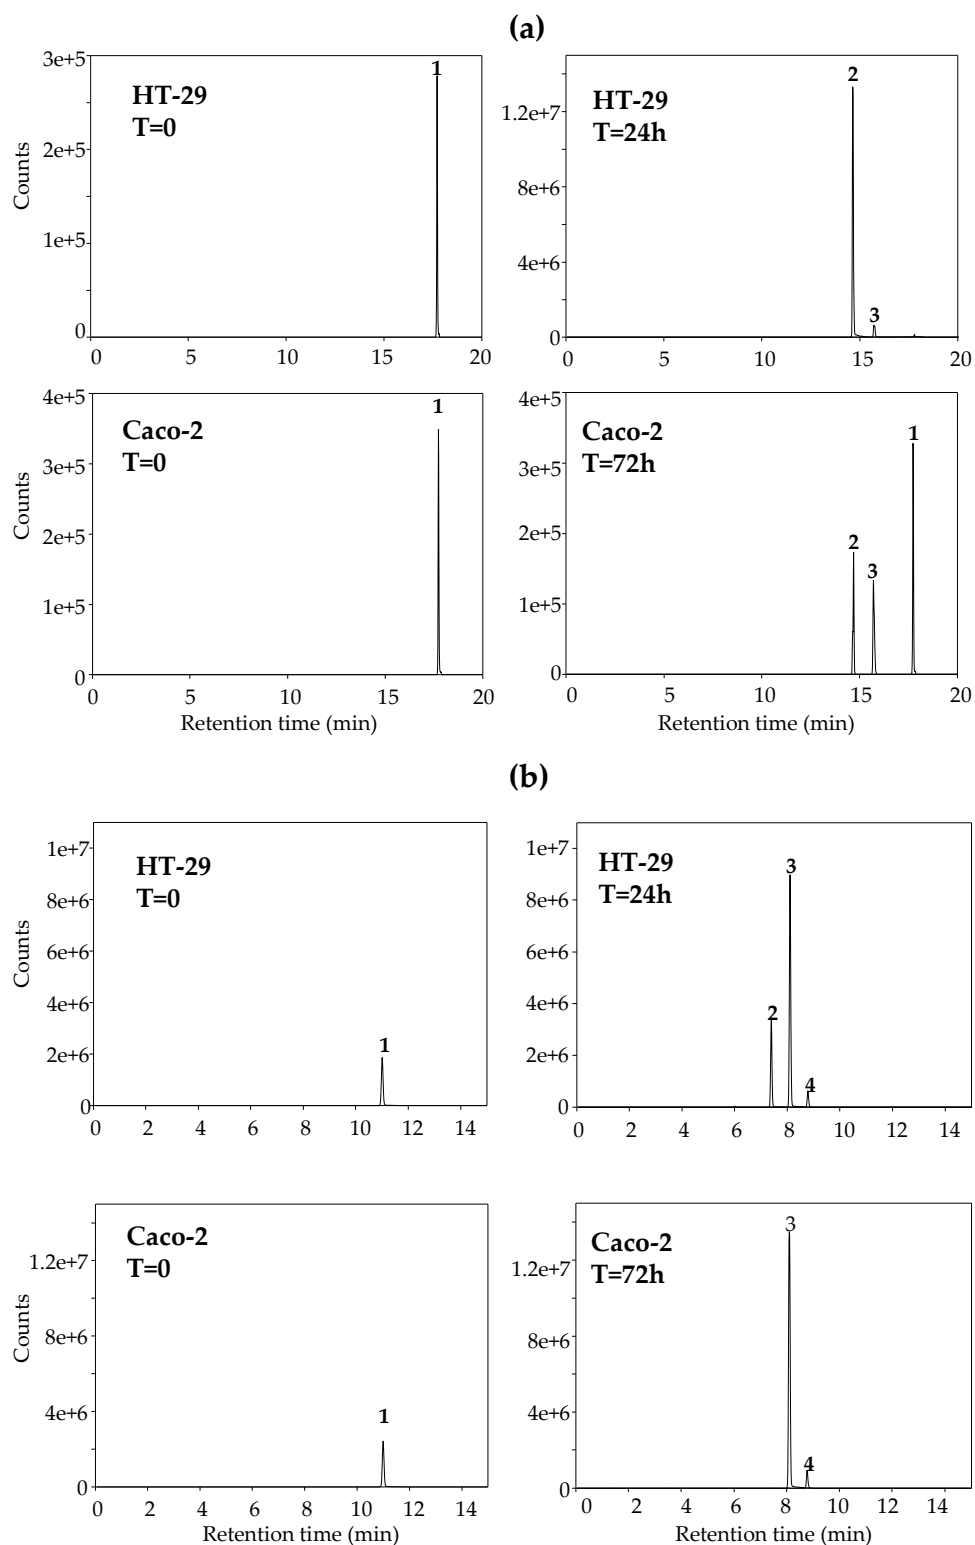 (a)
3e+5
2e+5
1e+5
0
Counts
HT-29
T=0
1
0 5 10 15 20
1.2e+7
8e+6
4e+6
0
HT-29
T=24h
2
3
0 5 10 15 20
4e+5
3e+5
2e+5
1e+5
0
Counts
Caco-2
T=0
1
0 5 10 15 20
Retention time (min)
4e+5
3e+5
2e+5
1e+5
0
Caco-2
T=72h
2
3
1
0 5 10 15 20
Retention time (min)
(b)
1e+7
8e+6
6e+6
4e+6
2e+6
0
Counts
HT-29
T=0
1
0 2 4 6 8 10 12 14
1e+7
8e+6
6e+6
4e+6
2e+6
0
HT-29
T=24h
2
3
4
0 2 4 6 8 10 12 14
1.2e+7
8e+6
4e+6
0
Counts
Caco-2
T=0
1
0 2 4 6 8 10 12 14
Retention time (min)
1.2e+7
8e+6
4e+6
0
Caco-2
T=72h
3
4
0 2 4 6 8 10 12 14
Retention time (min)